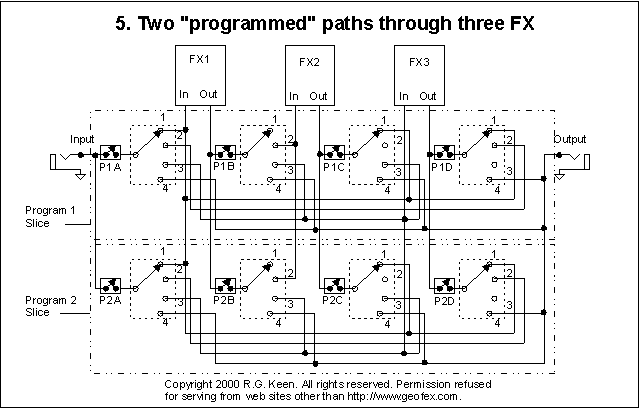 5. Two "programmed" paths through three FX
FX1
FX2
FX3
In Out
In Out
In Out
Input
Output
1
2
3
4
1
2
3
4
1
2
3
4
1
2
3
4
P1A
P1B
P1C
P1D
Program 1
Slice
1
2
3
4
1
2
3
4
1
2
3
4
1
2
3
4
P2A
P2B
P2C
P2D
Program 2
Slice
Copyright 2000 R.G. Keen. All rights reserved. Permission refused
for serving from web sites other than http://www.geofex.com.